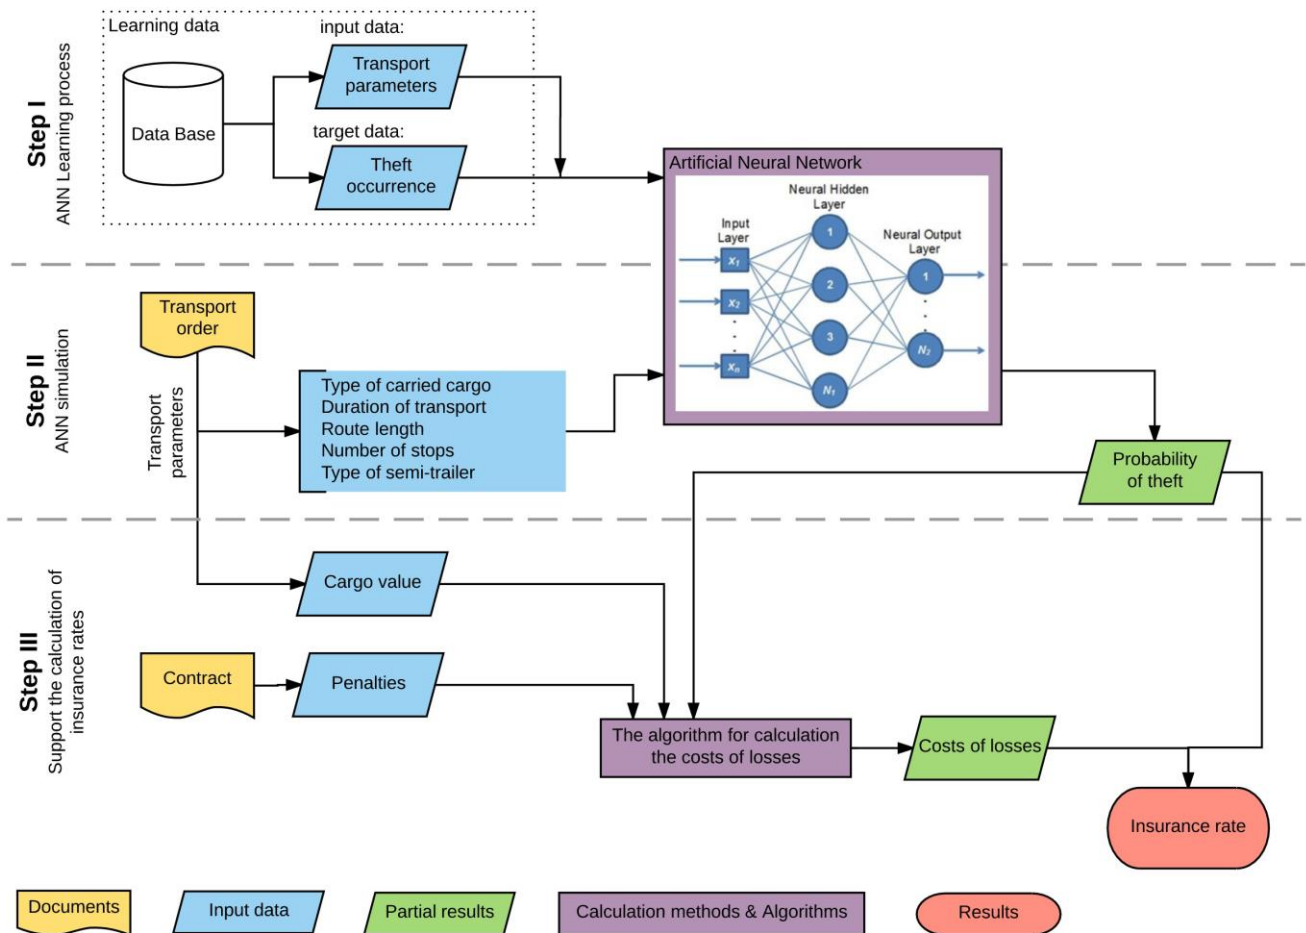 Step I
ANN Learning process
Learning data
input data:
Data Base
Transport
parameters
target data:
Theft
occurrence
Artificial Neural Network
Neural Hidden
Layer
Input
Layer
Neural Output
Layer
x1
x2
xn
1
2
3
N1
1
N2
Step II
ANN simulation
Transport
order
Transport
parameters
Type of carried cargo
Duration of transport
Route length
Number of stops
Type of semi-trailer
Probability
of theft
Step III
Support the calculation of
insurance rates
Cargo value
Contract
Penalties
The algorithm for calculation
the costs of losses
Costs of losses
Insurance rate
Documents
Input data
Partial results
Calculation methods & Algorithms
Results